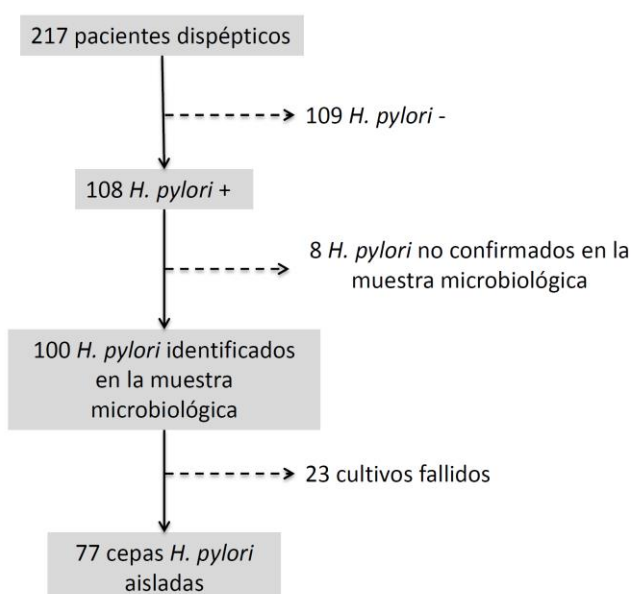 217 pacientes dispépticos
109 H. pylori -
108 H. pylori +
8 H. pylori no confirmados en la
muestra microbiológica
100 H. pylori identificados
en la muestra
microbiológica
23 cultivos fallidos
77 cepas H. pylori
aisladas